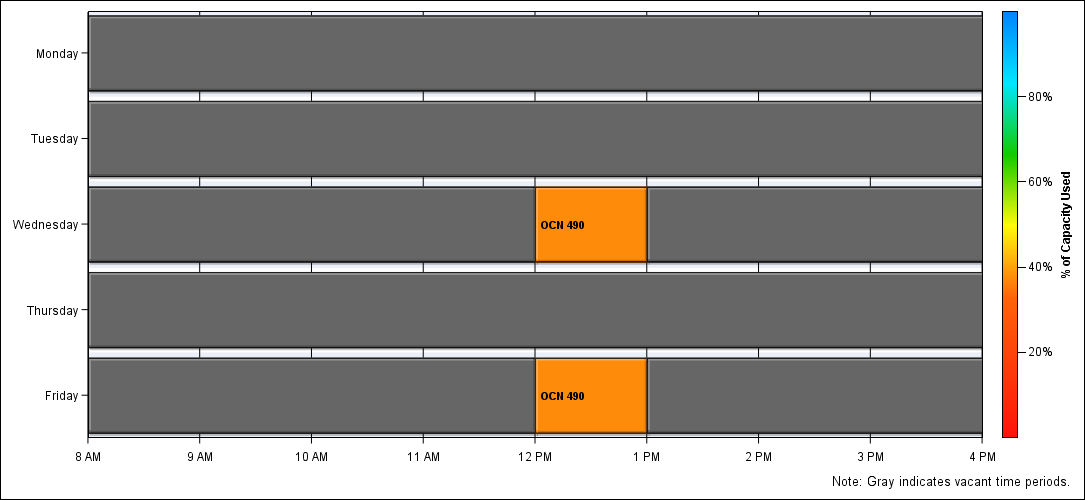 Monday
Tuesday
Wednesday
Thursday
Friday
OCN 490
OCN 490
8 AM
9 AM
10 AM
11 AM
12 PM
1 PM
2 PM
3 PM
4 PM
80%
60%
40%
20%
% of Capacity Used
Note: Gray indicates vacant time periods.